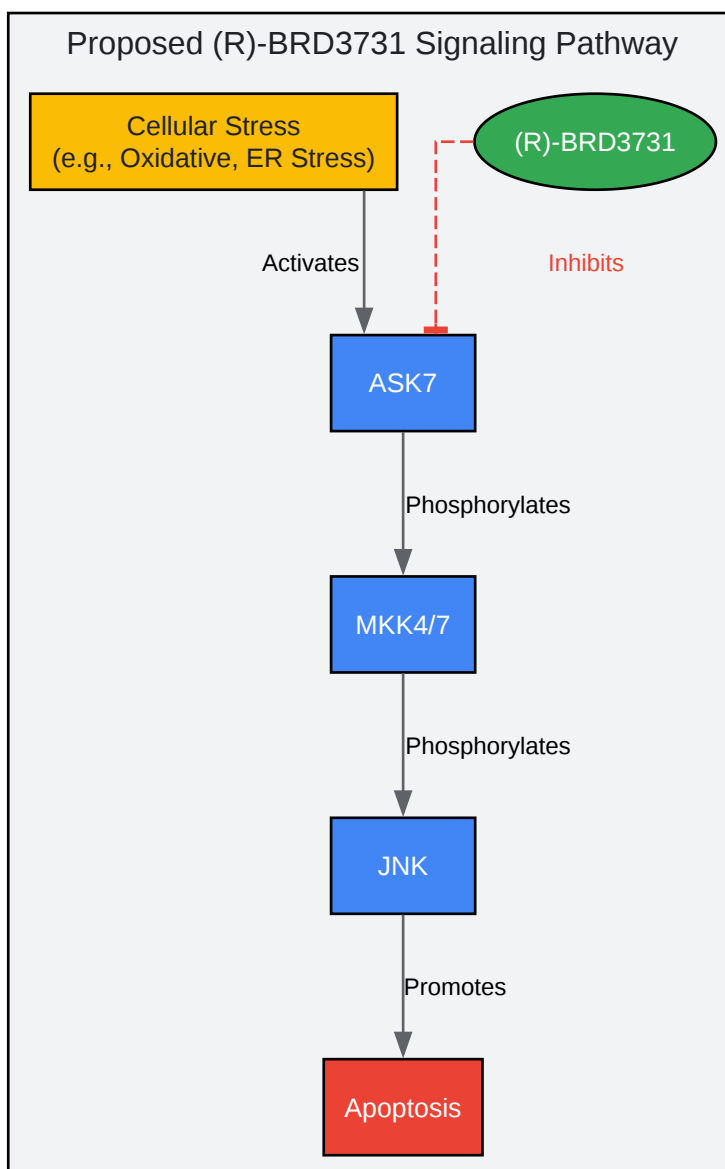 Proposed (R)-BRD3731 Signaling Pathway
Cellular Stress
(e.g., Oxidative, ER Stress)
(R)-BRD3731
Activates
Inhibits
ASK7
Phosphorylates
MKK4/7
Phosphorylates
JNK
Promotes
Apoptosis